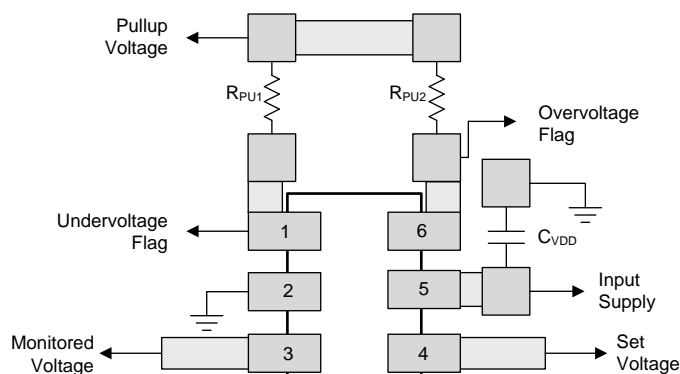 Pullup
Voltage
RPU1
RPU2
Overvoltage
Flag
Undervoltage
Flag
1
6
CVDD
2
5
Input
Supply
Monitored
Voltage
3
4
Set
Voltage